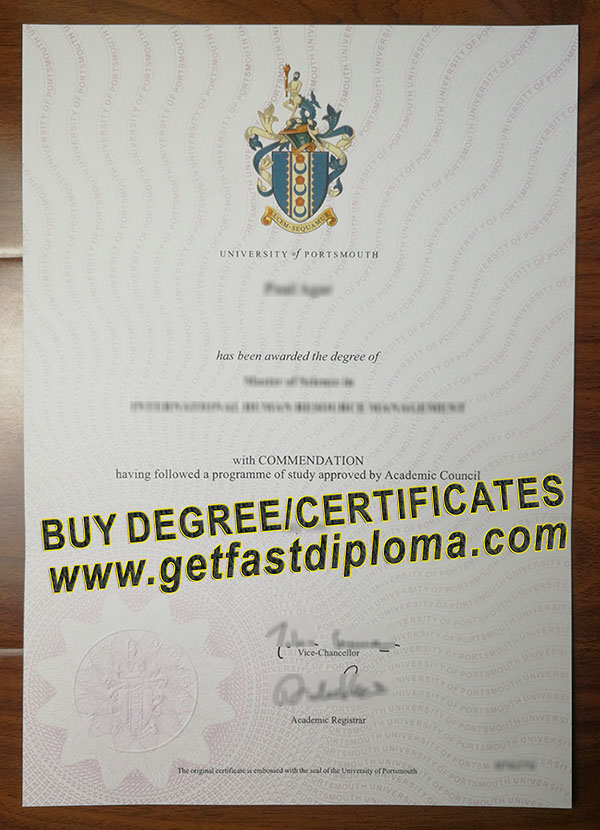 LUCEM SEQUAMUR
UNIVERSITY of PORTSMOUTH
has been awarded the degree of
with COMMENDATION
having followed a programme of study approved by Academic Council
BUY DEGREE/CERTIFICATES
www.getfastdiploma.com
Vice-Chancellor
Academic Registrar
The original certificate is embossed with the seal of the University of Portsmouth